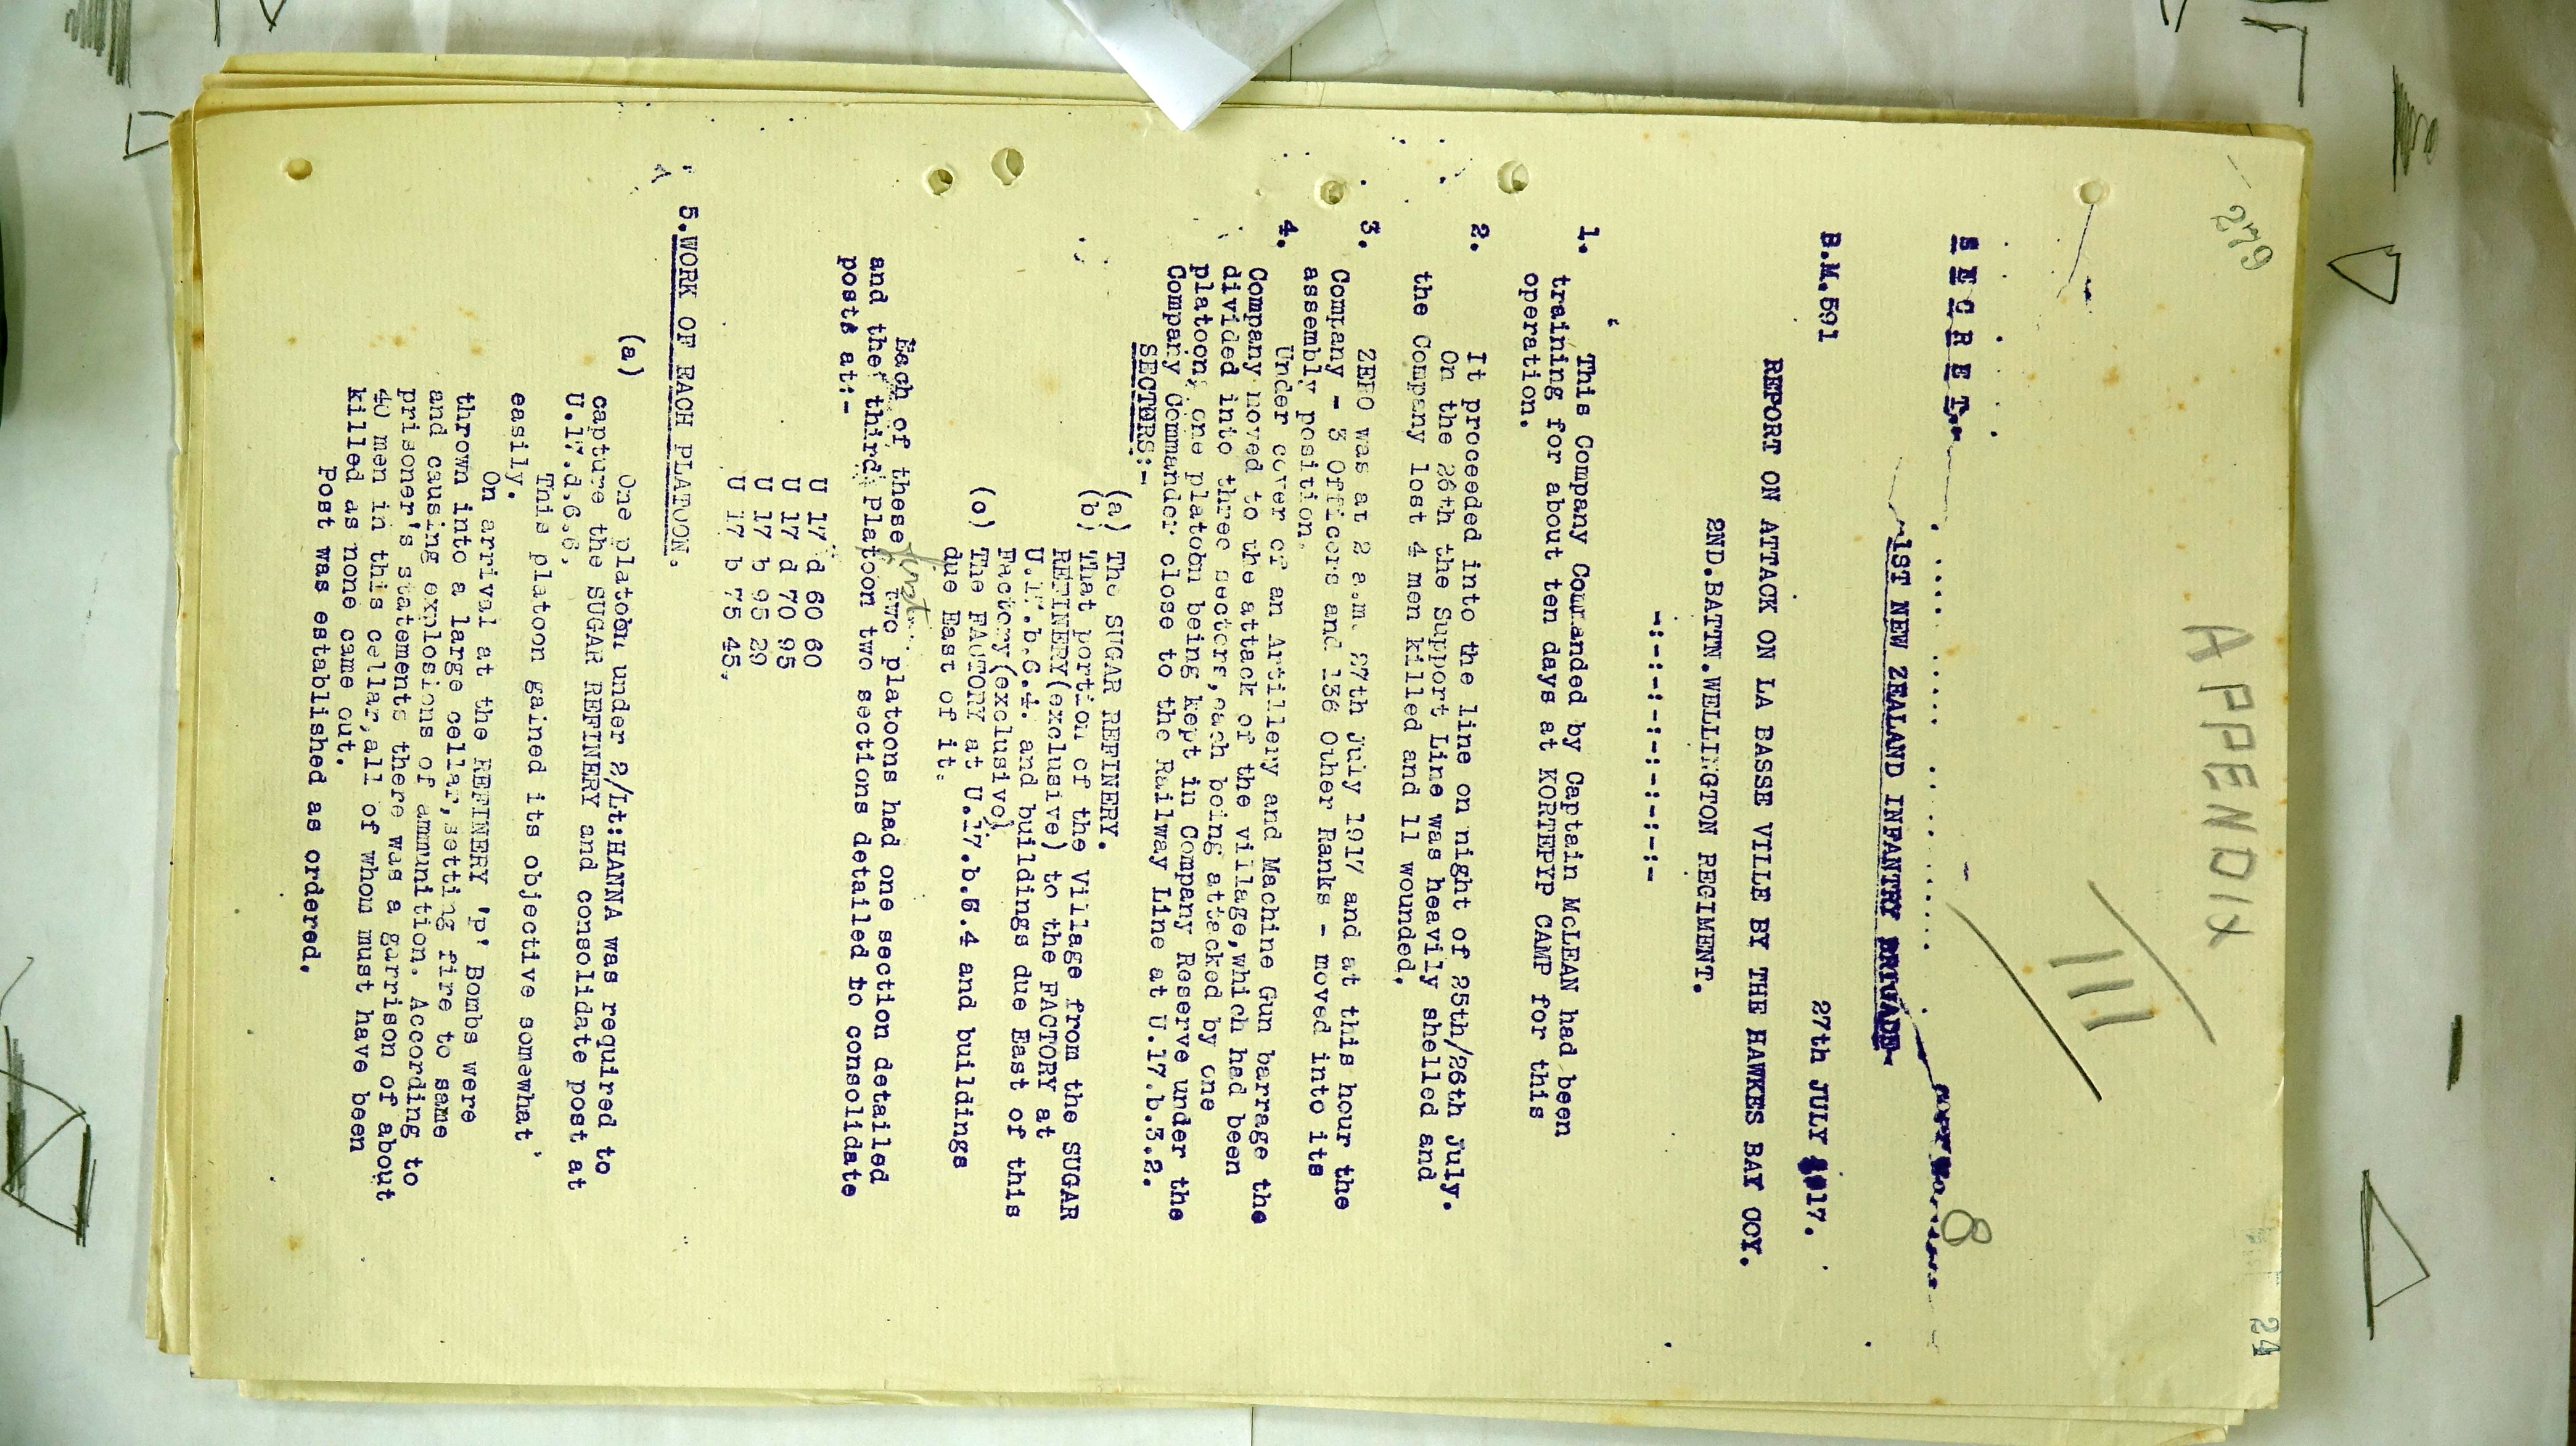 279
24
APPENDIX
III
8
S E C R E T.
1ST NEW ZEALAND INFANTRY BRIGADE
B.M.591
27th JULY 1917.
REPORT ON ATTACK ON LA BASSE VILLE BY THE HAWKES BAY COY.
2ND.BATTN.WELLINGTON REGIMENT.
-:-:-:-:-:-:-:-:-:-
1. This Company Commanded by Captain McLEAN had been
training for about ten days at KORTEPYP CAMP for this
operation.
2. It proceeded into the line on night of 25th/26th July.
On the 26th the Support Line was heavily shelled and
the Company lost 4 men killed and 11 wounded.
3. ZERO was at 2 a.m. 27th July 1917 and at this hour the
Company - 3 Officers and 136 Other Ranks - moved into its
assembly position.
4. Under cover of an Artillery and Machine Gun barrage the
Company moved to the attack of the village,which had been
divided into three sectors,each being attacked by one
platoon; one platoon being kept in Company Reserve under the
Company Commander close to the Railway Line at U.17.b.3.2.
SECTORS:-
(a) The SUGAR REFINERY.
(b) That portion of the Village from the SUGAR
REFINERY(exclusive) to the FACTORY at
U.17.b.6.4. and buildings due East of this
Factory(exclusive)
(c) The FACTORY at U.17.b.6.4 and buildings
due East of it.
Each of these first two platoons had one section detailed
and the third Platoon two sections detailed to consolidate
posts at:-
U 17 d 60 60
U 17 d 70 95
U 17 b 95 29
U 17 b 75 45.
5.WORK OF EACH PLATOON.
(a) One platoon under 2/Lt:HANNA was required to
capture the SUGAR REFINERY and consolidate post at
U.17.d.6.6.
This platoon gained its objective somewhat
easily.
On arrival at the REFINERY 'p' Bombs were
thrown into a large cellar,setting fire to same
and causing explosions of ammunition. According to
prisoner's statements there was a garrison of about
40 men in this cellar,all of whom must have been
killed as none came out.
Post was established as ordered.